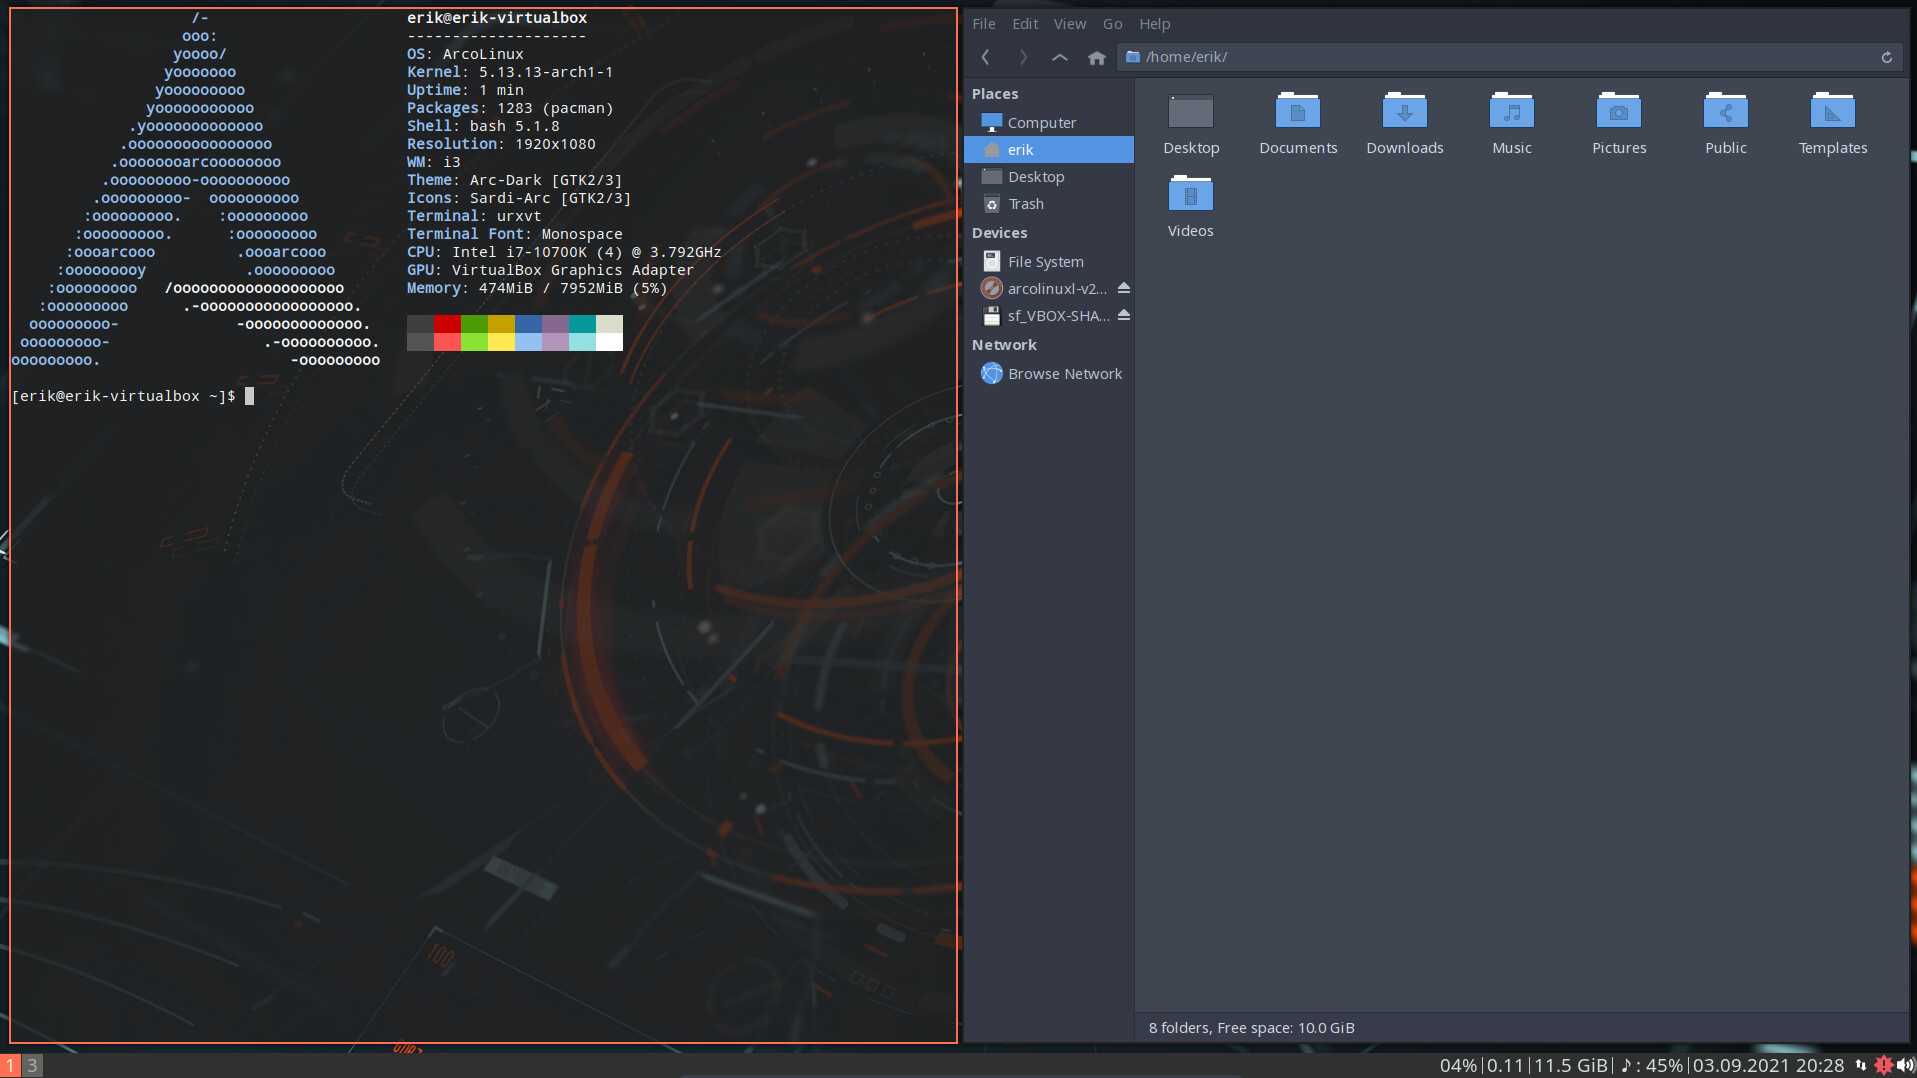 /-
ooo:
yoooo/
yooooooo
yooooooooo
yooooooooooo
.yooooooooooooo
.oooooooooooooooo
.ooooooooarcoooooooo
.ooooooooo-oooooooooo
.ooooooooo-  oooooooooo
:ooooooooo.    :ooooooooo
:ooooooooo.      :ooooooooo
:oooarcooo         .oooarcooo
:ooooooooy           .ooooooooo
:ooooooooo   /ooooooooooooooooooo
:ooooooooo      .-ooooooooooooooooo.
ooooooooo-             -ooooooooooooo.
ooooooooo-                 .-oooooooooo.
ooooooooo.                     -ooooooooo
erik@erik-virtualbox
--------------------
OS: ArcoLinux
Kernel: 5.13.13-arch1-1
Uptime: 1 min
Packages: 1283 (pacman)
Shell: bash 5.1.8
Resolution: 1920x1080
WM: i3
Theme: Arc-Dark [GTK2/3]
Icons: Sardi-Arc [GTK2/3]
Terminal: urxvt
Terminal Font: Monospace
CPU: Intel i7-10700K (4) @ 3.792GHz
GPU: VirtualBox Graphics Adapter
Memory: 474MiB / 7952MiB (5%)
[erik@erik-virtualbox ~]$
100
File Edit View Go Help
/home/erik/
Places
Computer
erik
Desktop
Trash
Devices
File System
arcolinuxl-v2...
sf_VBOX-SHA...
Network
Browse Network
Desktop Documents Downloads Music Pictures Public Templates
Videos
8 folders, Free space: 10.0 GiB
1 3
04%|0.11|11.5 GiB|♪: 45%|03.09.2021 20:28